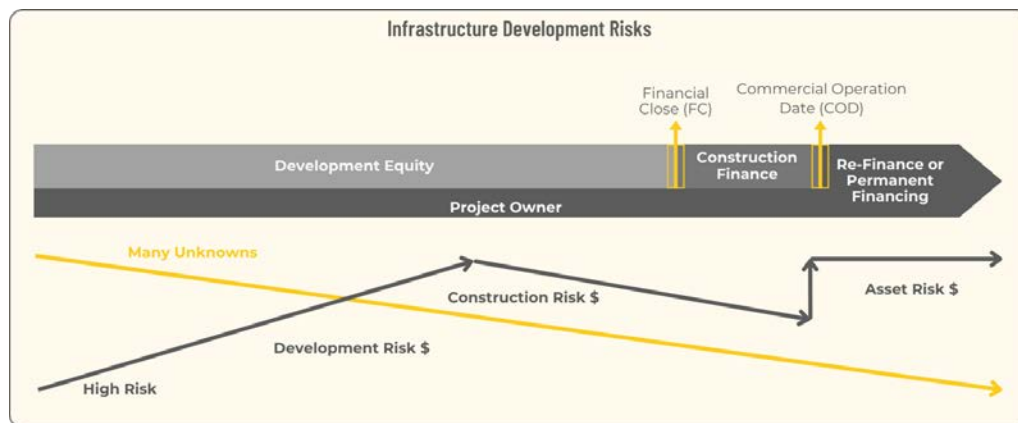 Infrastructure Development Risks
Financial
Close (FC)
Commercial Operation
Date (COD)
Development Equity
Construction
Finance
Re-Finance or
Permanent
Financing
Project Owner
Many Unknowns
Construction Risk $
Asset Risk $
Development Risk $
High Risk